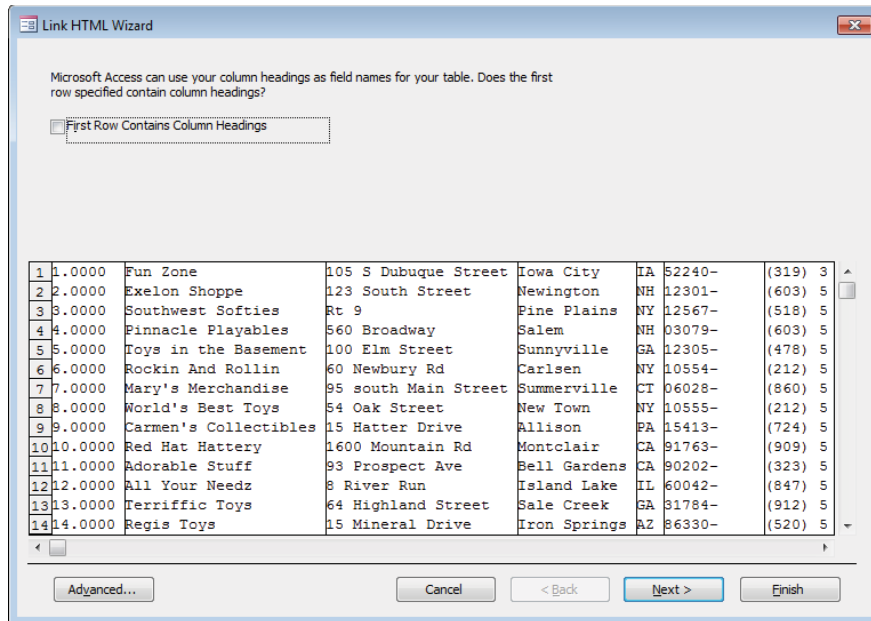 Link HTML Wizard
Microsoft Access can use your column headings as field names for your table. Does the first
row specified contain column headings?
First Row Contains Column Headings
1 1.0000 Fun Zone 105 S Dubuque Street Iowa City IA 52240- (319) 3
2 2.0000 Exelon Shoppe 123 South Street Newington NH 12301- (603) 5
3 3.0000 Southwest Softies Rt 9 Pine Plains NY 12567- (518) 5
4 4.0000 Pinnacle Playables 560 Broadway Salem NH 03079- (603) 5
5 5.0000 Toys in the Basement 100 Elm Street Sunnyville GA 12305- (478) 5
6 6.0000 Rockin And Rollin 60 Newbury Rd Carlsen NY 10554- (212) 5
7 7.0000 Mary's Merchandise 95 south Main Street Summerville CT 06028- (860) 5
8 8.0000 World's Best Toys 54 Oak Street New Town NY 10555- (212) 5
9 9.0000 Carmen's Collectibles 15 Hatter Drive Allison PA 15413- (724) 5
10 10.0000 Red Hat Hattery 1600 Mountain Rd Montclair CA 91763- (909) 5
11 11.0000 Adorable Stuff 93 Prospect Ave Bell Gardens CA 90202- (323) 5
12 12.0000 All Your Needz 8 River Run Island Lake IL 60042- (847) 5
13 13.0000 Terriffic Toys 64 Highland Street Sale Creek GA 31784- (912) 5
14 14.0000 Regis Toys 15 Mineral Drive Iron Springs AZ 86330- (520) 5
Advanced... Cancel < Back Next > Finish